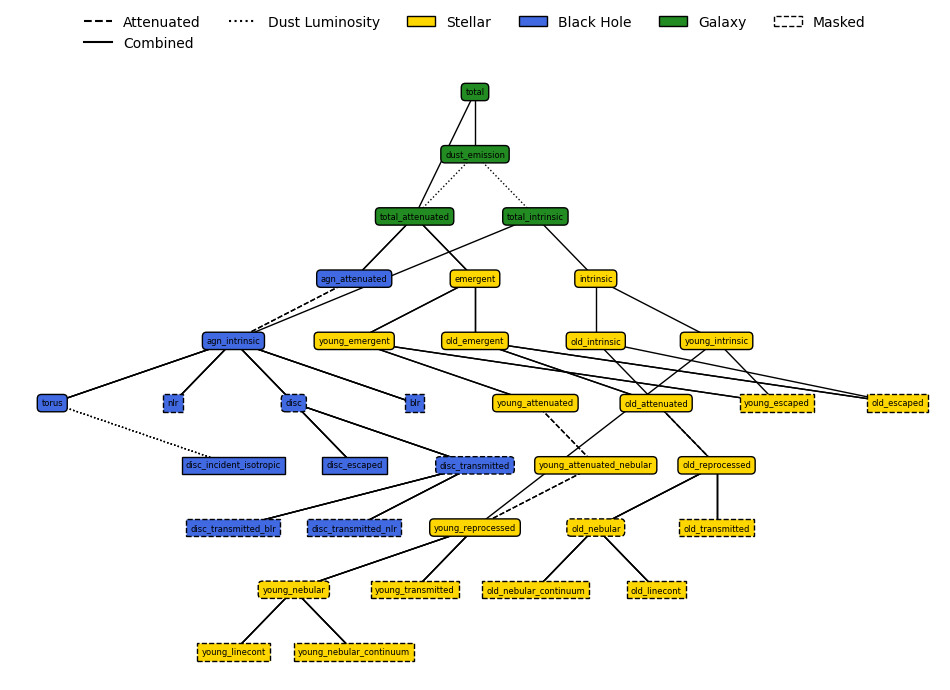 Attenuated Dust Luminosity Stellar Black Hole Galaxy Masked
Combined
total
dust_emission
total_attenuated total_intrinsic
agn_attenuated emergent intrinsic
agn_intrinsic young_emergent old_emergent old_intrinsic young_intrinsic
torus nlr disc blr young_attenuated old_attenuated young_escaped old_escaped
disc_incident_isotropic disc_escaped disc_transmitted young_attenuated_nebular old_reprocessed
disc_transmitted_blr disc_transmitted_nlr young_reprocessed old_nebular old_transmitted
young_nebular young_transmitted old_nebular_continuum old_linecont
young_linecont young_nebular_continuum